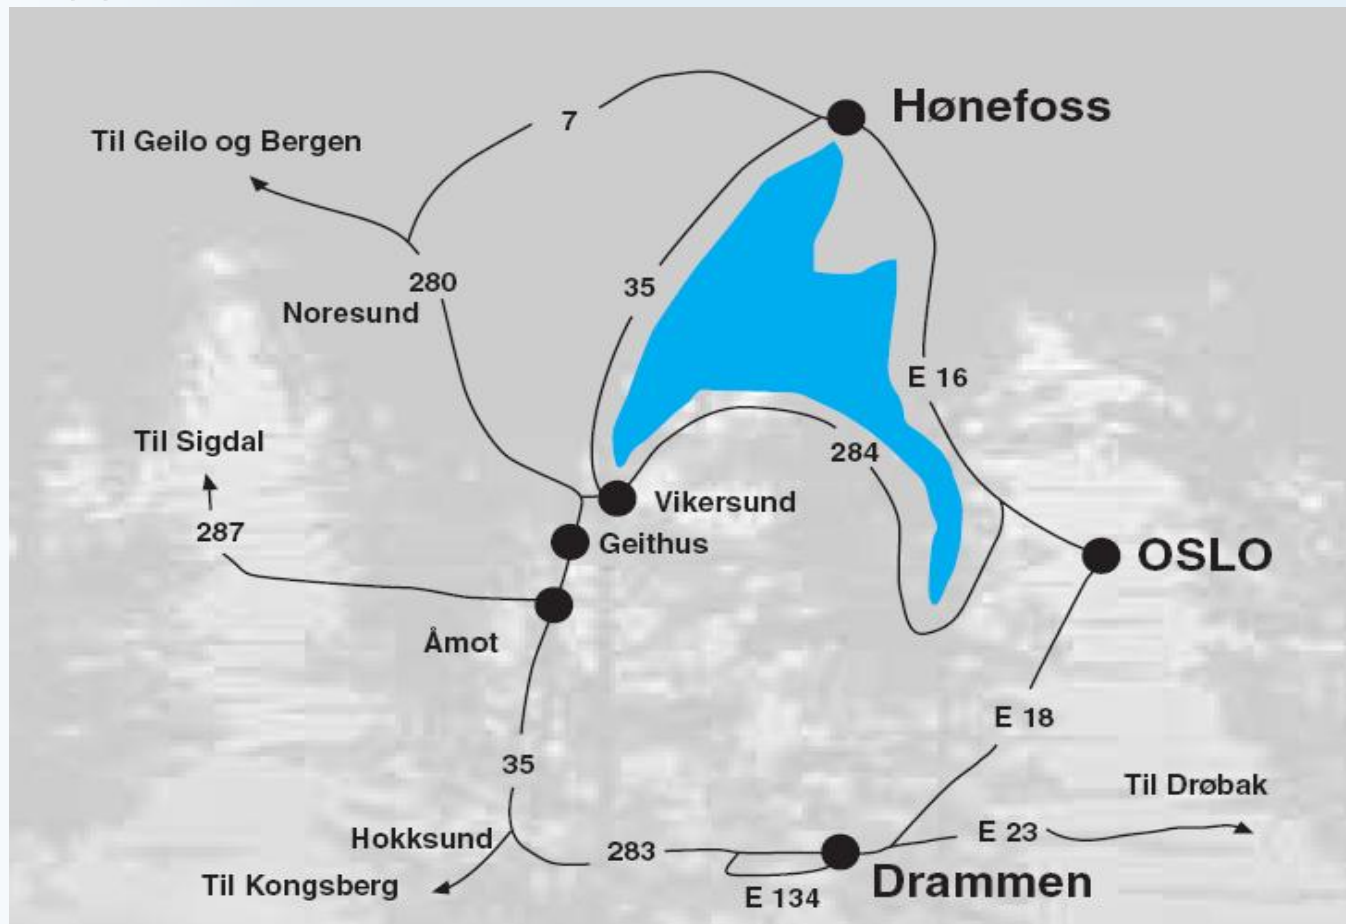 Hønefoss
7
Til Geilo og Bergen
280
35
Noresund
E 16
Til Sigdal
284
Vikersund
287
Geithus
OSLO
Åmot
E 18
35
Til Drøbak
Hokksund
E 23
283
Til Kongsberg
Drammen
E 134